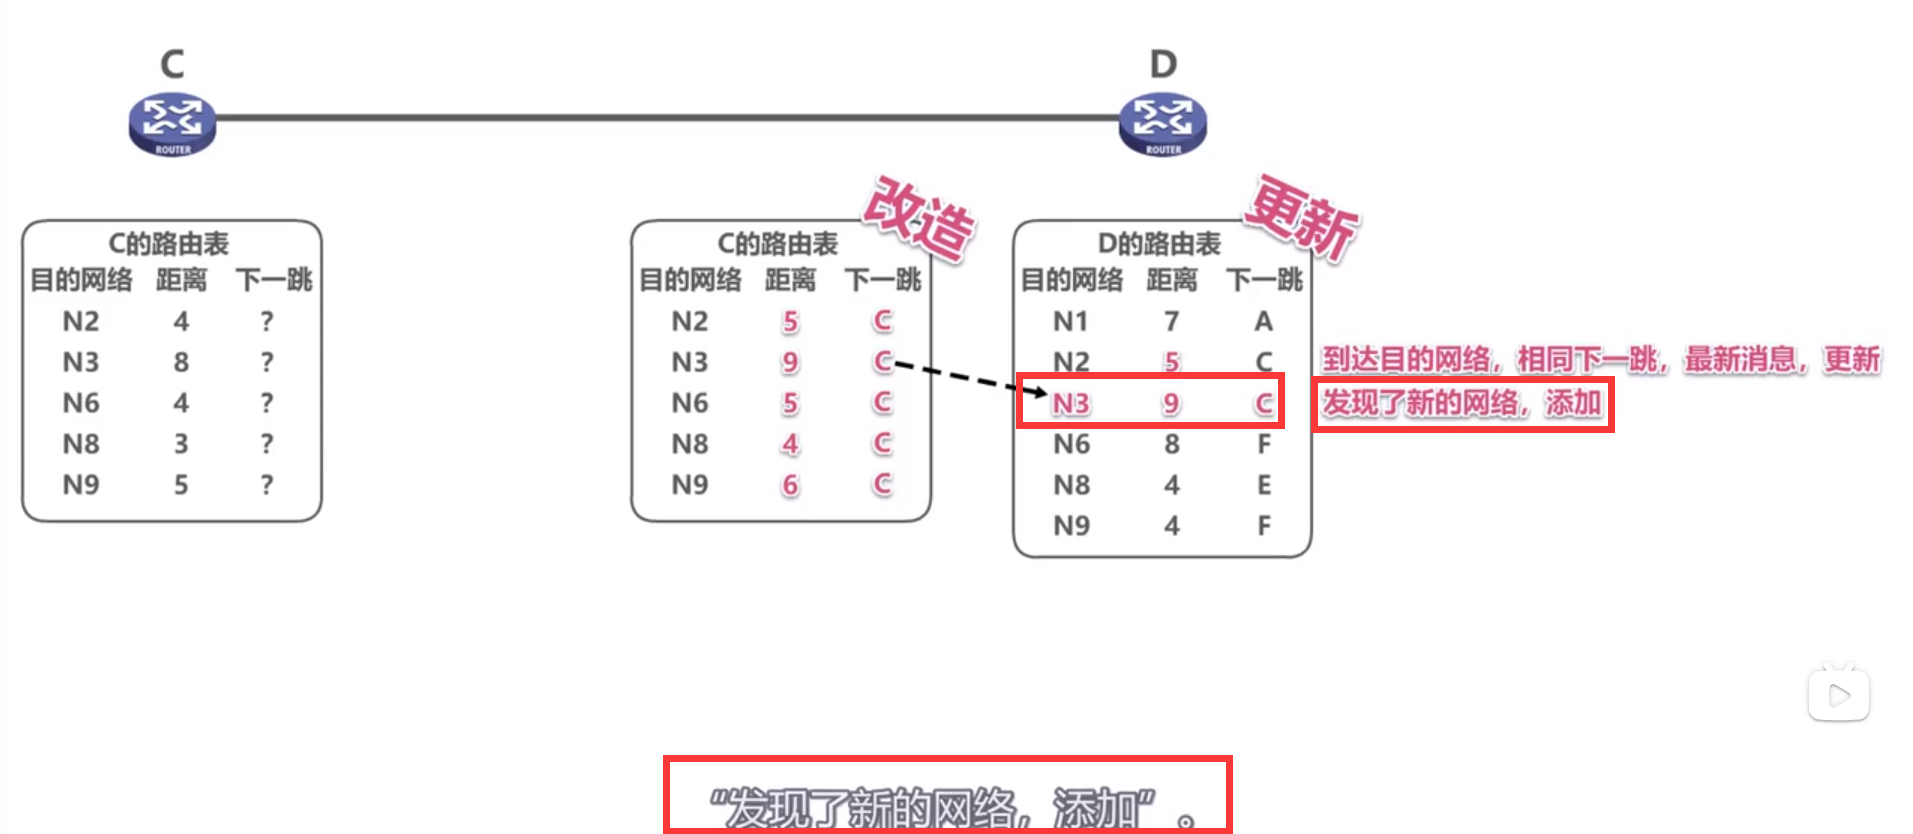 C
D
ROUTER
ROUTER
改造
更新
C的路由表
目的网络 距离 下一跳
N2 4 ?
N3 8 ?
N6 4 ?
N8 3 ?
N9 5 ?
C的路由表
目的网络 距离 下一跳
N2 5 C
N3 9 C
N6 5 C
N8 4 C
N9 6 C
D的路由表
目的网络 距离 下一跳
N1 7 A
N2 5 C
N3 9 C
N6 8 F
N8 4 E
N9 4 F
到达目的网络，相同下一跳，最新消息，更新
发现了新的网络，添加
“发现了新的网络，添加”。